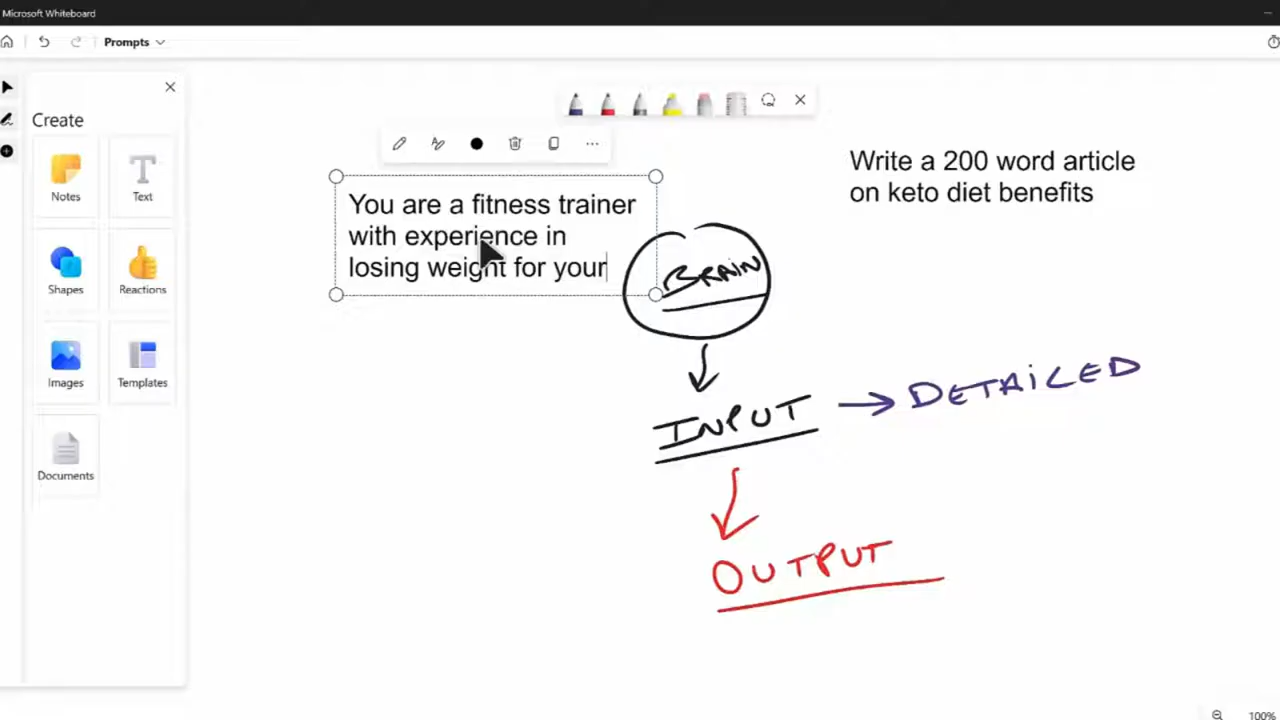 Microsoft Whiteboard
Prompts
Create
Notes
Text
Shapes
Reactions
Images
Templates
Documents
You are a fitness trainer
with experience in
losing weight for your
Write a 200 word article
on keto diet benefits
BRAIN
INPUT
DETAILED
OUTPUT
100%